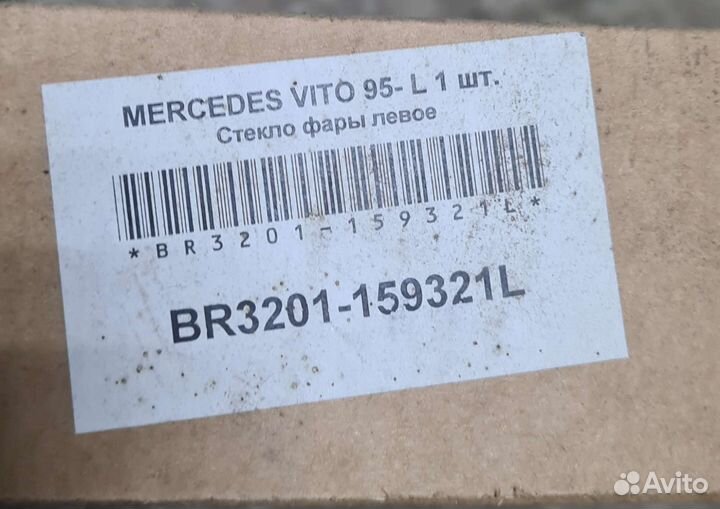 MERCEDES VITO 95- L 1 шт.
Стекло фары левое
*BR3201-159321L*
BR3201-159321L
Avito